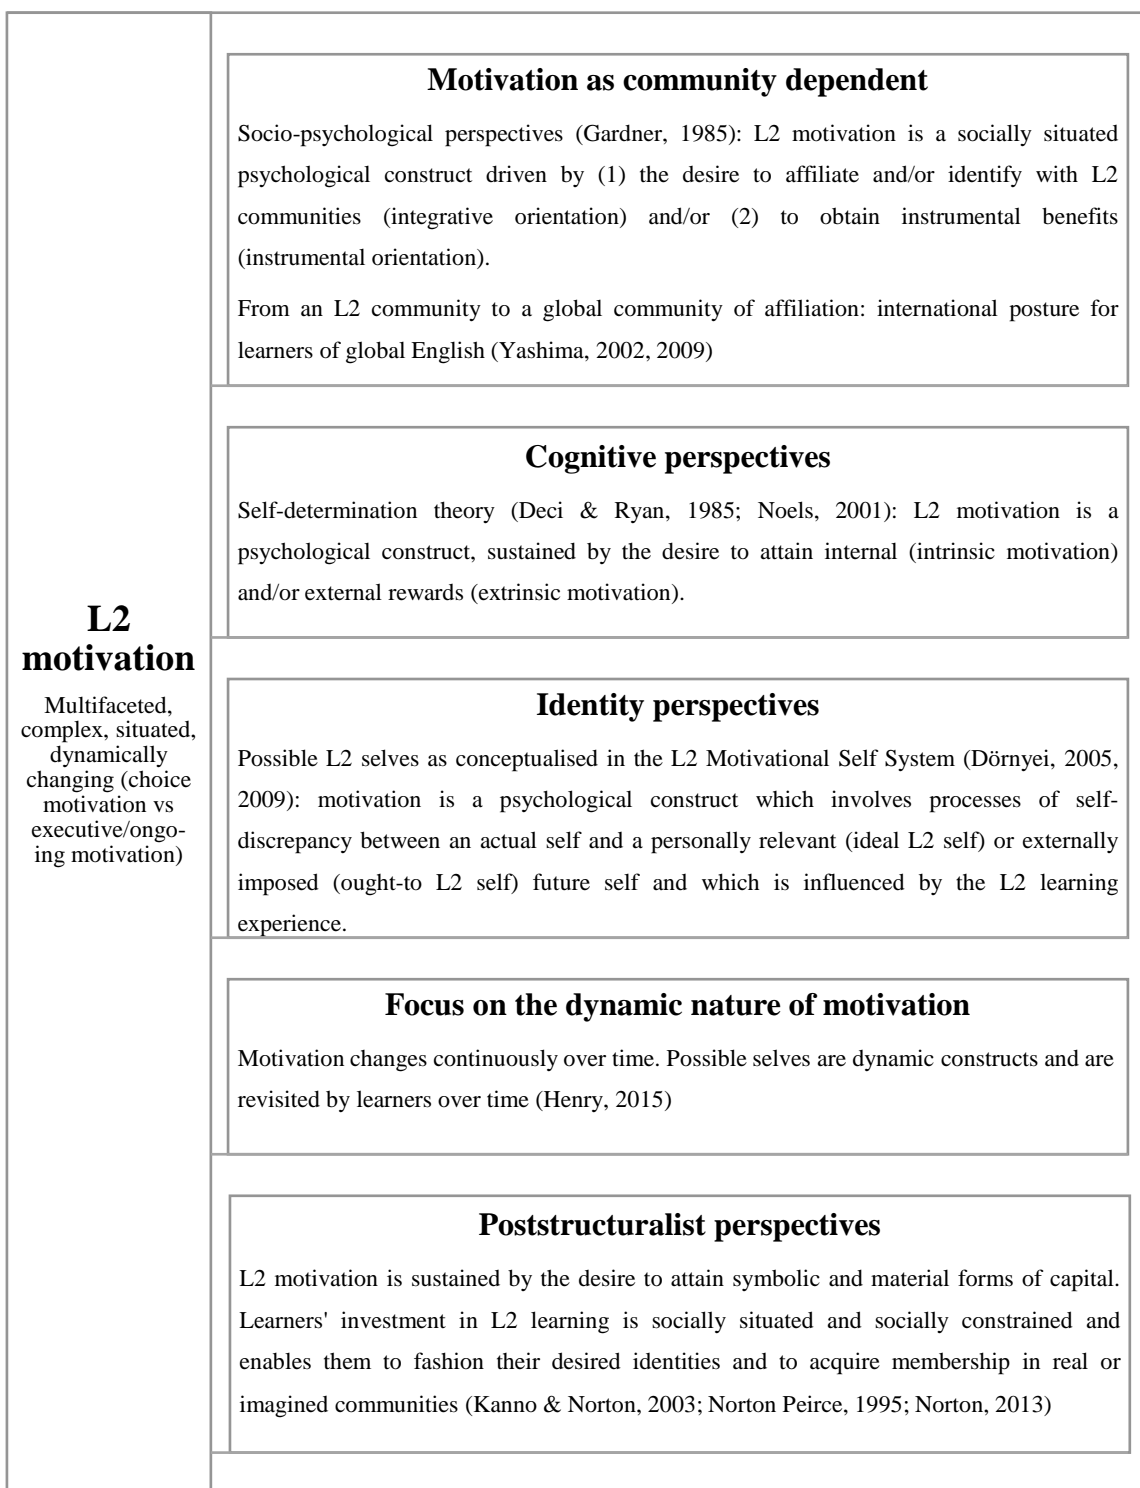 L2
motivation
Multifaceted,
complex, situated,
dynamically
changing (choice
motivation vs
executive/ongo-
ing motivation)
Motivation as community dependent
Socio-psychological perspectives (Gardner, 1985): L2 motivation is a socially situated
psychological construct driven by (1) the desire to affiliate and/or identify with L2
communities (integrative orientation) and/or (2) to obtain instrumental benefits
(instrumental orientation).
From an L2 community to a global community of affiliation: international posture for
learners of global English (Yashima, 2002, 2009)
Cognitive perspectives
Self-determination theory (Deci & Ryan, 1985; Noels, 2001): L2 motivation is a
psychological construct, sustained by the desire to attain internal (intrinsic motivation)
and/or external rewards (extrinsic motivation).
Identity perspectives
Possible L2 selves as conceptualised in the L2 Motivational Self System (Dörnyei, 2005,
2009): motivation is a psychological construct which involves processes of self-
discrepancy between an actual self and a personally relevant (ideal L2 self) or externally
imposed (ought-to L2 self) future self and which is influenced by the L2 learning
experience.
Focus on the dynamic nature of motivation
Motivation changes continuously over time. Possible selves are dynamic constructs and are
revisited by learners over time (Henry, 2015)
Poststructuralist perspectives
L2 motivation is sustained by the desire to attain symbolic and material forms of capital.
Learners' investment in L2 learning is socially situated and socially constrained and
enables them to fashion their desired identities and to acquire membership in real or
imagined communities (Kanno & Norton, 2003; Norton Peirce, 1995; Norton, 2013)